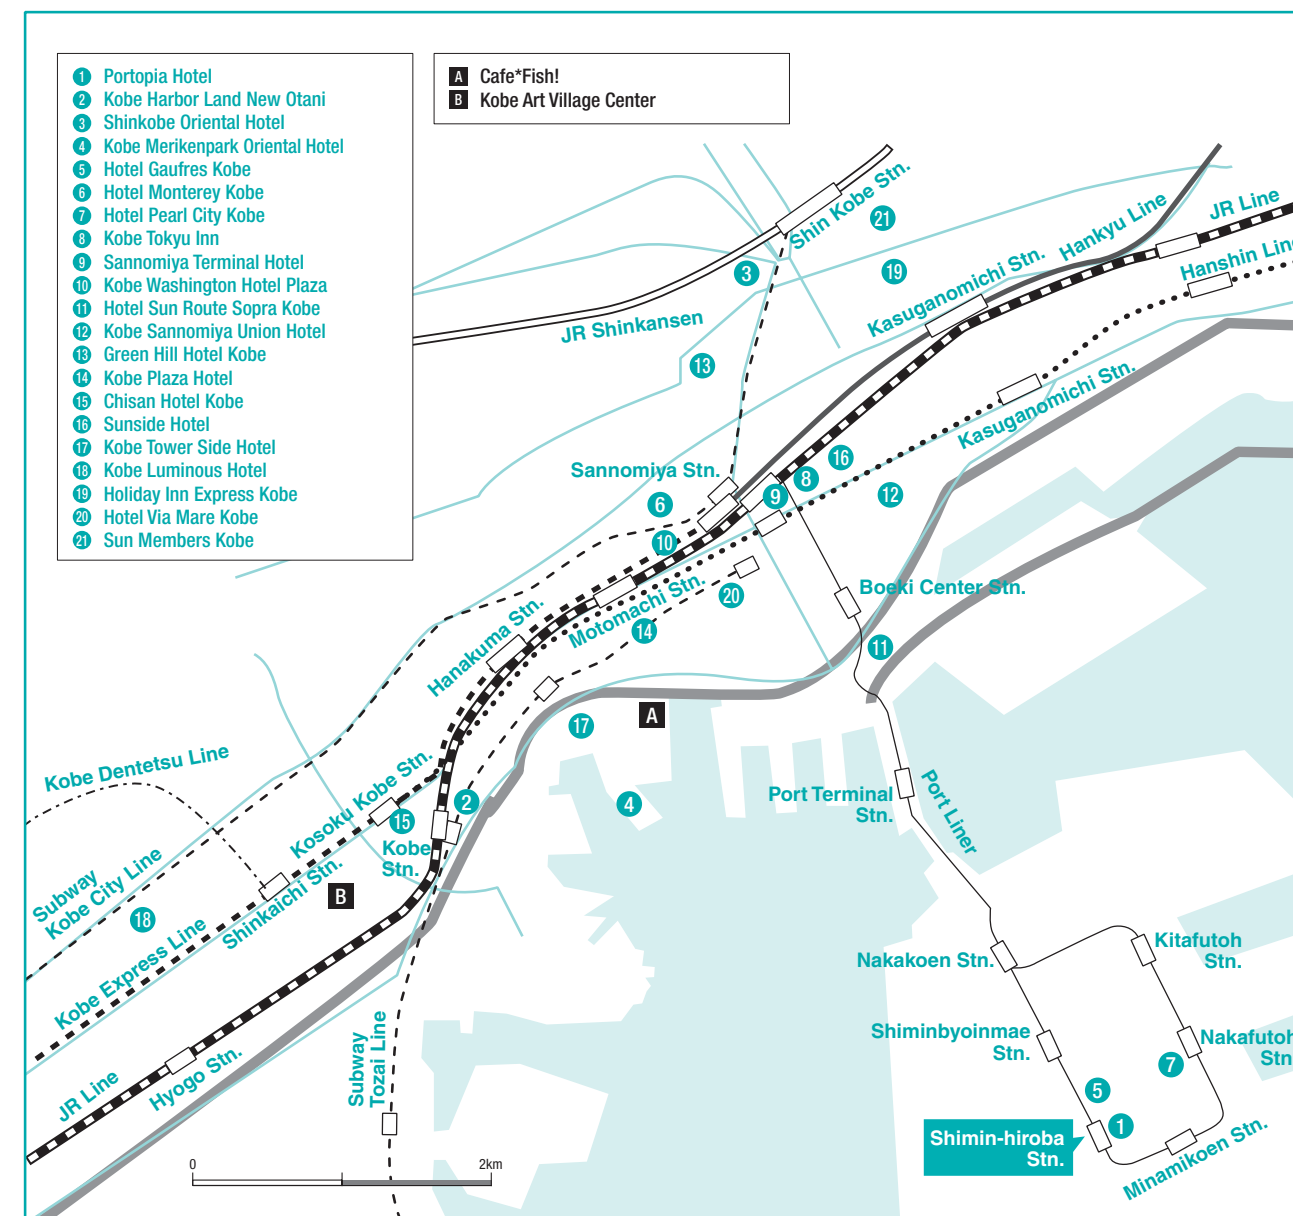 1 Portopia Hotel
2 Kobe Harbor Land New Otani
3 Shinkobe Oriental Hotel
4 Kobe Merikenpark Oriental Hotel
5 Hotel Gaufres Kobe
6 Hotel Monterey Kobe
7 Hotel Pearl City Kobe
8 Kobe Tokyu Inn
9 Sannomiya Terminal Hotel
10 Kobe Washington Hotel Plaza
11 Hotel Sun Route Sopra Kobe
12 Kobe Sannomiya Union Hotel
13 Green Hill Hotel Kobe
14 Kobe Plaza Hotel
15 Chisan Hotel Kobe
16 Sunside Hotel
17 Kobe Tower Side Hotel
18 Kobe Luminous Hotel
19 Holiday Inn Express Kobe
20 Hotel Via Mare Kobe
21 Sun Members Kobe
A Cafe*Fish!
B Kobe Art Village Center
Shin Kobe Stn.
21
19
3
JR Shinkansen
13
Kasuganomichi Stn.
Hankyu Line
JR Line
Hanshin Line
Kasuganomichi Stn.
Sannomiya Stn.
6
10
9
8
16
12
Motomachi Stn.
20
14
Hanakuma Stn.
Boeki Center Stn.
11
17
A
4
Kobe Dentetsu Line
Kosoku Kobe Stn.
2
15
Kobe
Stn.
Port Terminal
Stn.
Port Liner
Subway
Kobe City Line
18
Shinkaichi Stn.
B
Kobe Express Line
JR Line
Hyogo Stn.
Subway
Tozai Line
Nakakoen Stn.
Kitafutoh
Stn.
Shiminbyoinmae
Stn.
Nakafutoh
Stn
7
5
1
Shimin-hiroba
Stn.
Minamikoen Stn.
0
2km